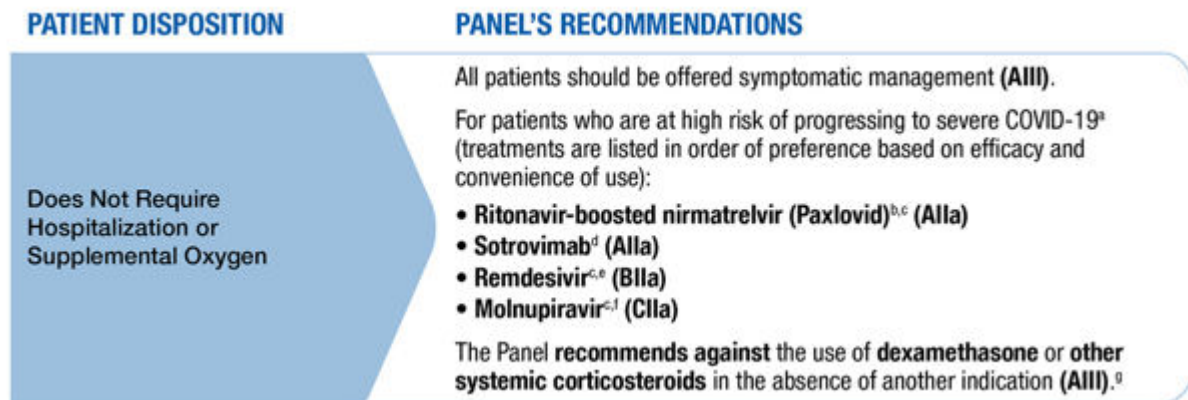 PATIENT DISPOSITION
PANEL'S RECOMMENDATIONS
Does Not Require
Hospitalization or
Supplemental Oxygen
All patients should be offered symptomatic management (AIII).
For patients who are at high risk of progressing to severe COVID-19ᵃ
(treatments are listed in order of preference based on efficacy and
convenience of use):
• Ritonavir-boosted nirmatrelvir (Paxlovid)ᵇ,ᶜ (AIIa)
• Sotrovimabᵈ (AIIa)
• Remdesivirᶜ,ᵉ (BIIa)
• Molnupiravirᶜ,ᶠ (CIIa)
The Panel recommends against the use of dexamethasone or other
systemic corticosteroids in the absence of another indication (AIII).ᵍ